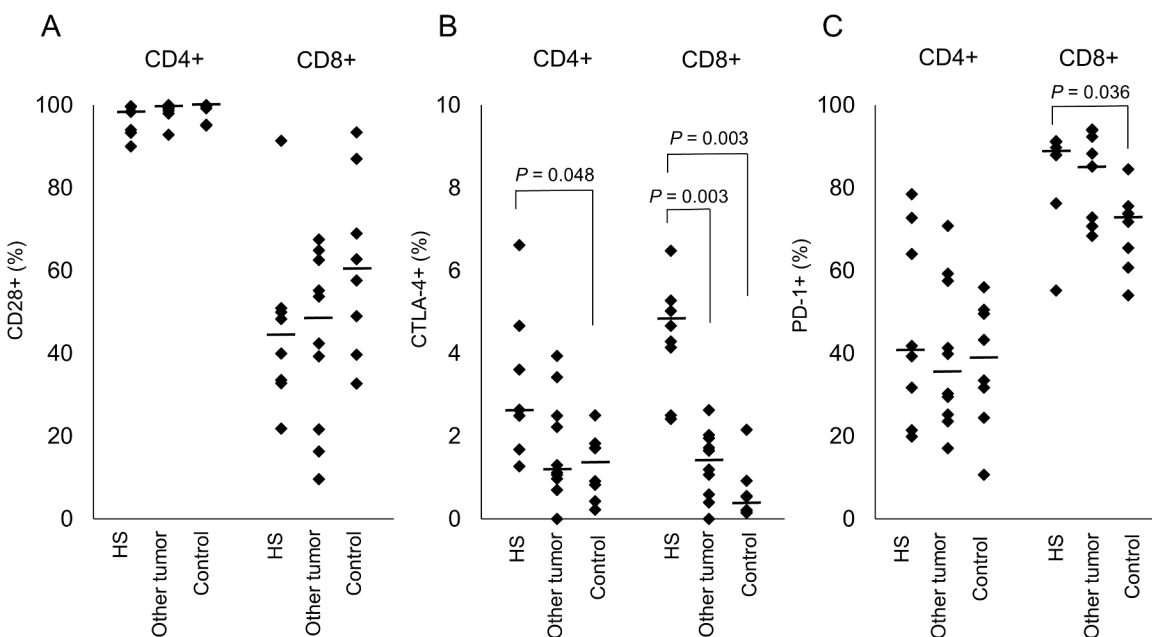 A
B
C
CD4+
CD8+
CD4+
CD8+
CD4+
CD8+
CD28+ (%)
100
80
60
40
20
0
HS
Other tumor
Control
HS
Other tumor
Control
CTLA-4+ (%)
10
8
6
4
2
0
P = 0.048
P = 0.003
P = 0.003
HS
Other tumor
Control
HS
Other tumor
Control
PD-1+ (%)
100
80
60
40
20
0
P = 0.036
HS
Other tumor
Control
HS
Other tumor
Control